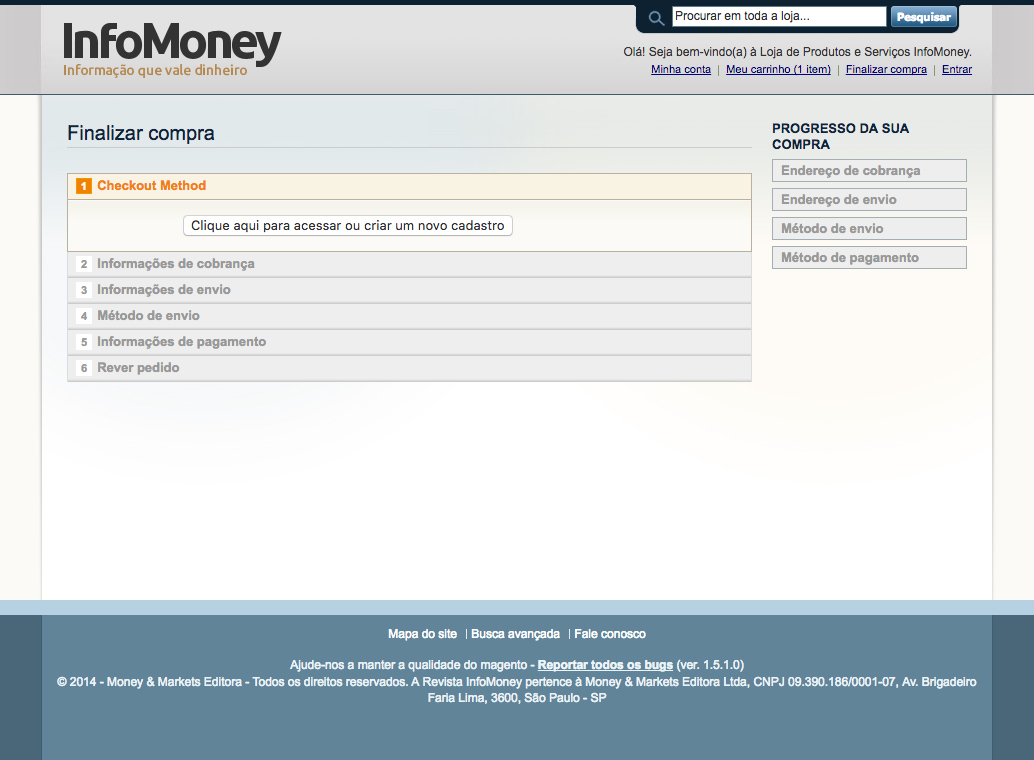 InfoMoney
Informação que vale dinheiro
Procurar em toda a loja...
Pesquisar
Olá! Seja bem-vindo(a) à Loja de Produtos e Serviços InfoMoney.
Minha conta | Meu carrinho (1 item) | Finalizar compra | Entrar
Finalizar compra
1 Checkout Method
Clique aqui para acessar ou criar um novo cadastro
2 Informações de cobrança
3 Informações de envio
4 Método de envio
5 Informações de pagamento
6 Rever pedido
PROGRESSO DA SUA
COMPRA
Endereço de cobrança
Endereço de envio
Método de envio
Método de pagamento
Mapa do site | Busca avançada | Fale conosco
Ajude-nos a manter a qualidade do magento - Reportar todos os bugs (ver. 1.5.1.0)
© 2014 - Money & Markets Editora - Todos os direitos reservados. A Revista InfoMoney pertence à Money & Markets Editora Ltda, CNPJ 09.390.186/0001-07, Av. Brigadeiro
Faria Lima, 3600, São Paulo - SP